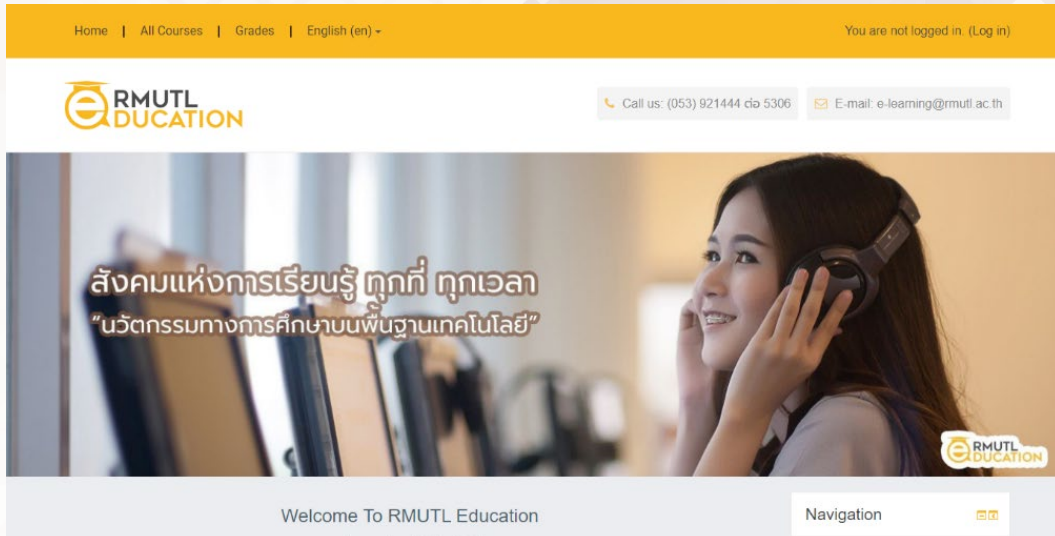 Home | All Courses | Grades | English (en)
You are not logged in. (Log in)
RMUTL
eDUCATION
Call us: (053) 921444 ต่อ 5306
E-mail: e-learning@rmutl.ac.th
สังคมแห่งการเรียนรู้ ทุกที่ ทุกเวลา
"นวัตกรรมทางการศึกษาบนพื้นฐานเทคโนโลยี"
RMUTL
eDUCATION
Welcome To RMUTL Education
Navigation